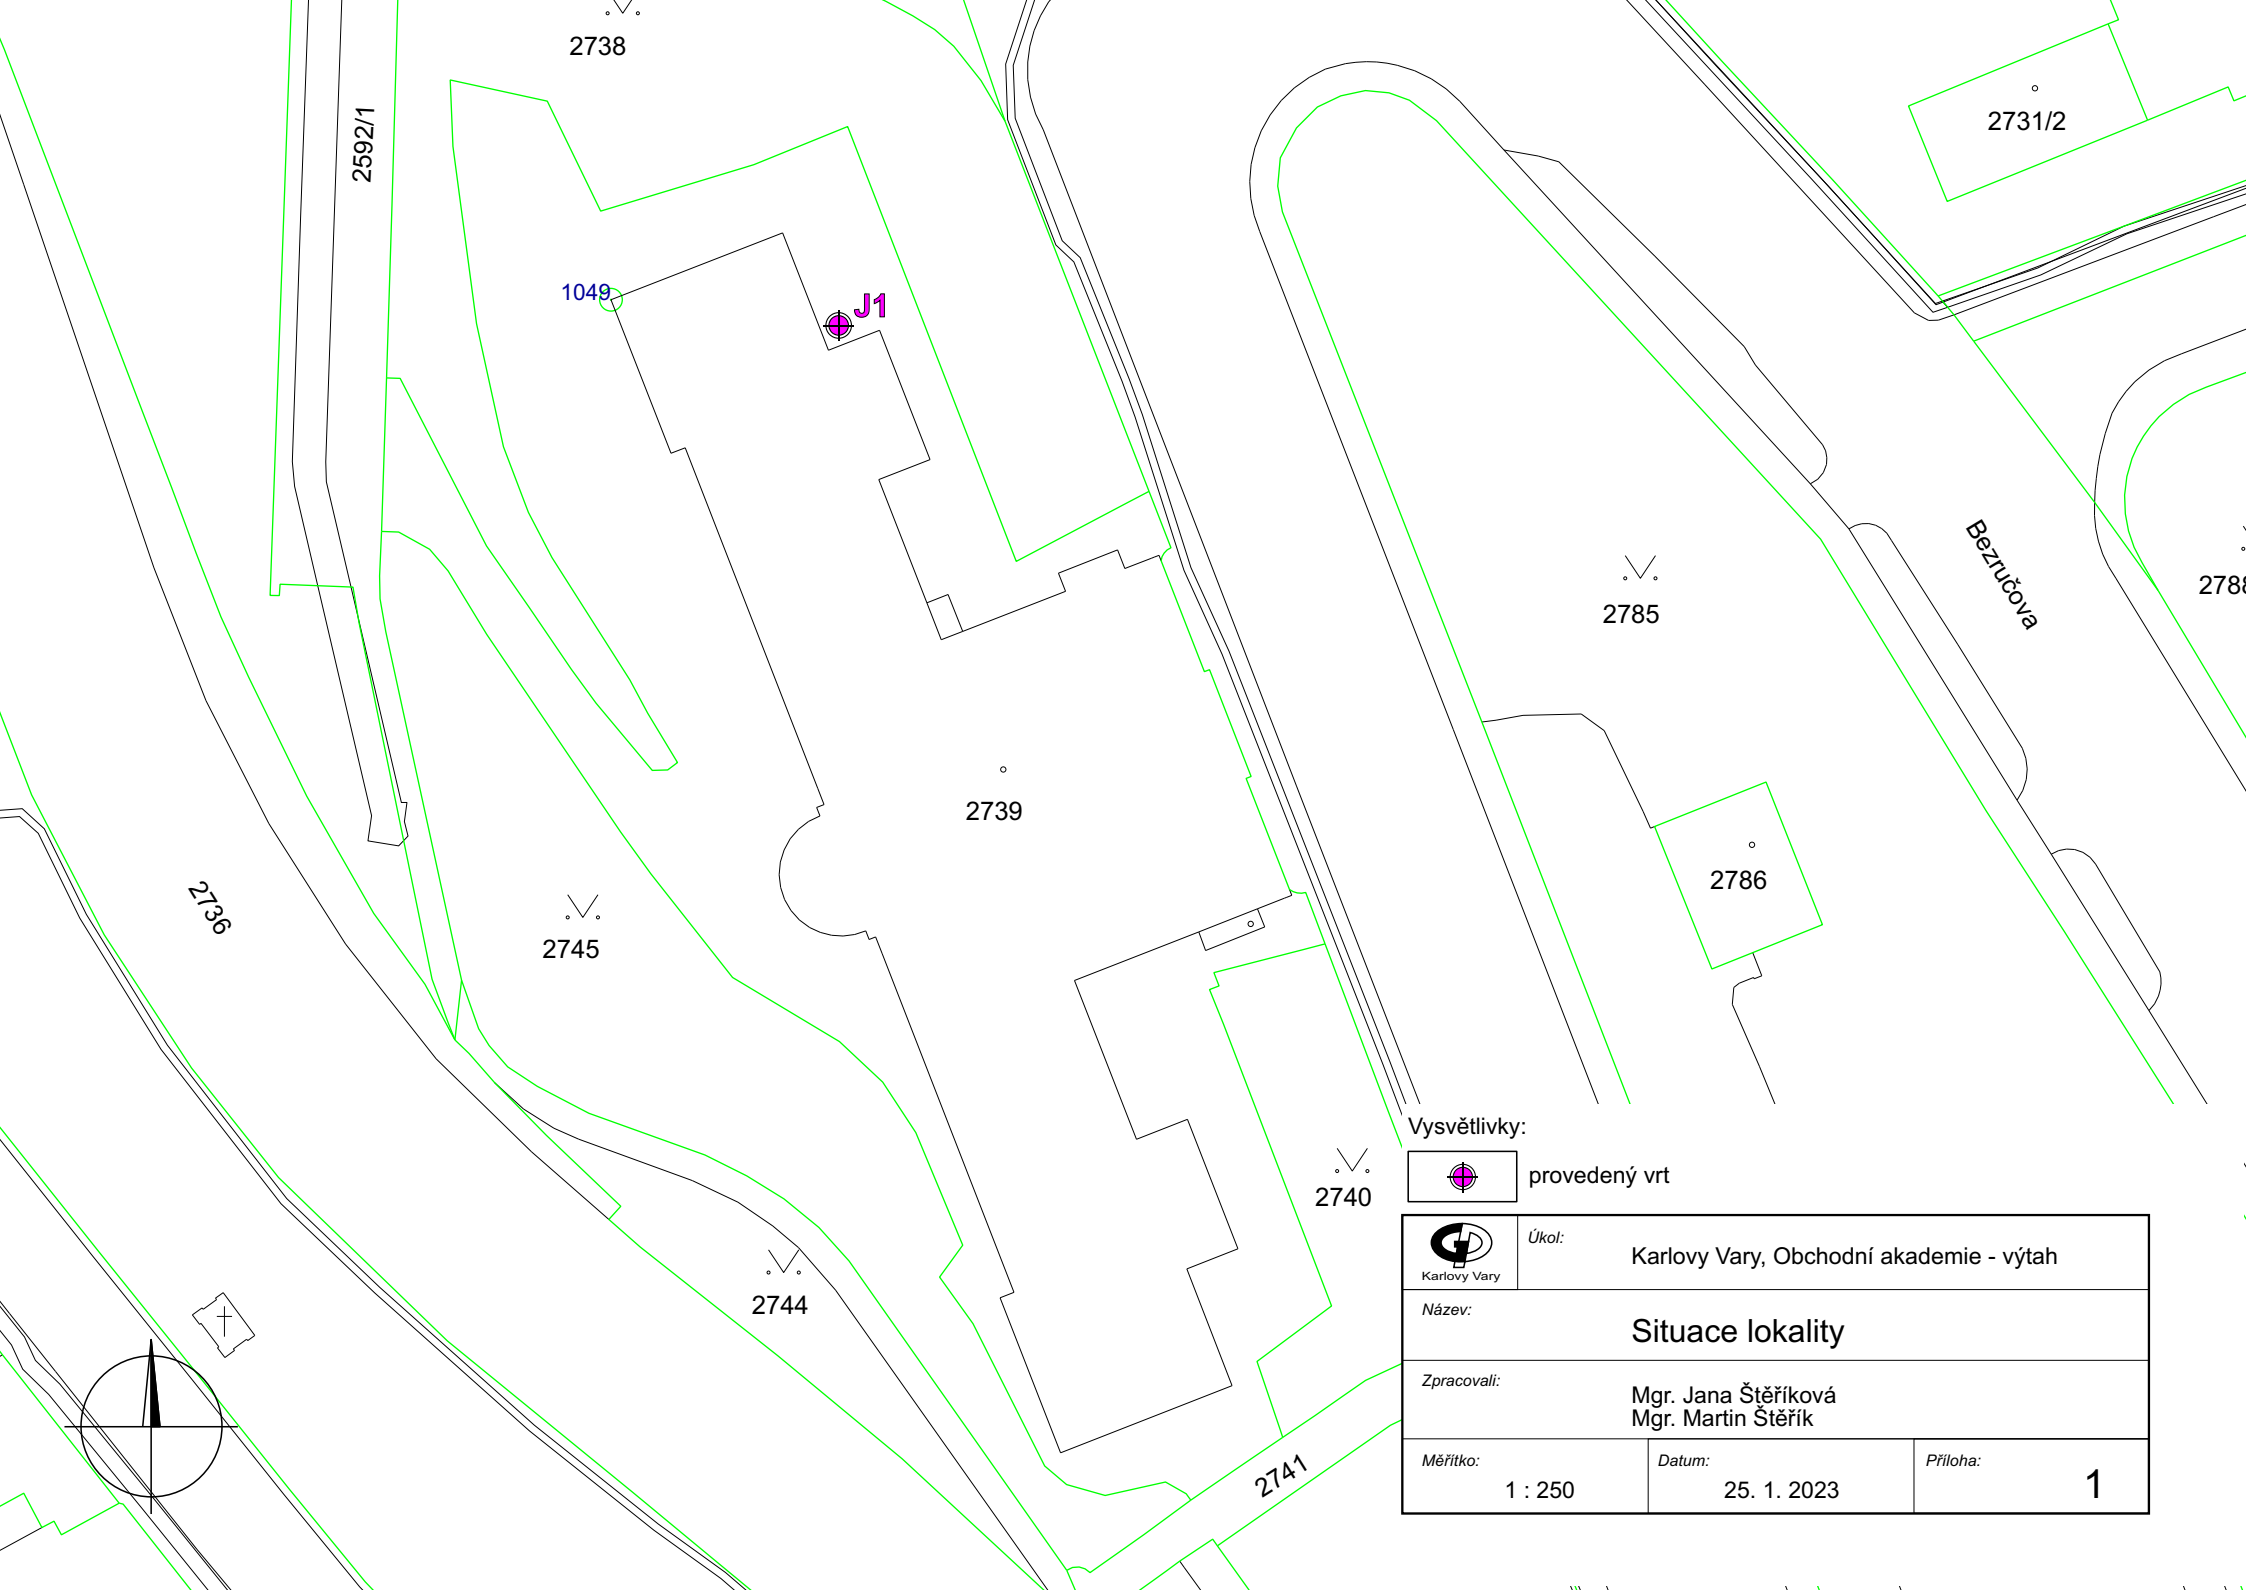 2738
2592/1
2731/2
1049
J1
Bezručova
2785
2788
2739
2786
2736
2745
2740
2744
2741
Vysvětlivky:
provedený vrt
Karlovy Vary
Úkol:
Karlovy Vary, Obchodní akademie - výtah
Název:
Situace lokality
Zpracovali:
Mgr. Jana Štěříková
Mgr. Martin Štěřík
Měřítko:
1 : 250
Datum:
25. 1. 2023
Příloha:
1